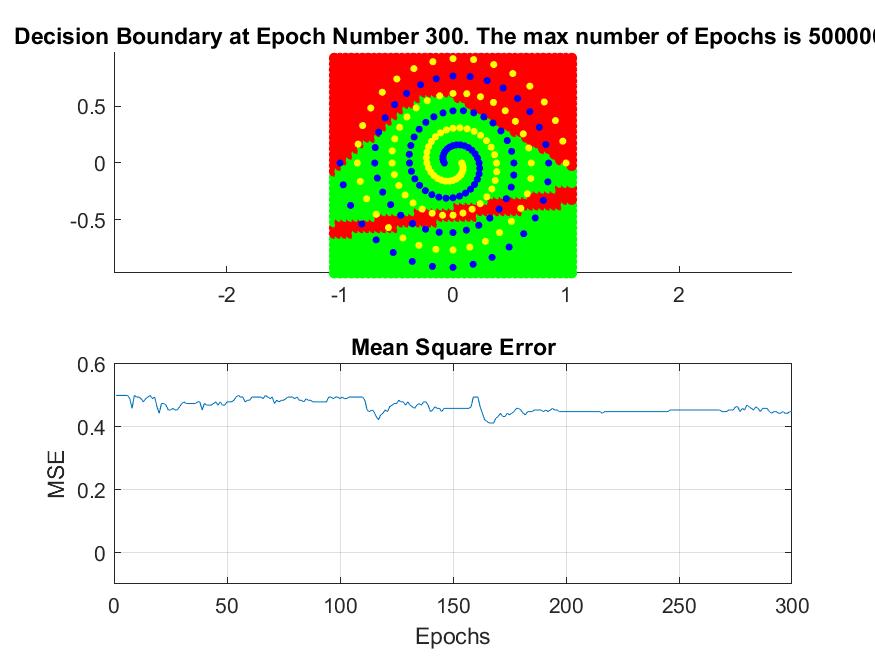 Decision Boundary at Epoch Number 300. The max number of Epochs is 500000
0.5
0
-0.5
-2 -1 0 1 2
Mean Square Error
0.6
0.4
0.2
0
MSE
0 50 100 150 200 250 300
Epochs